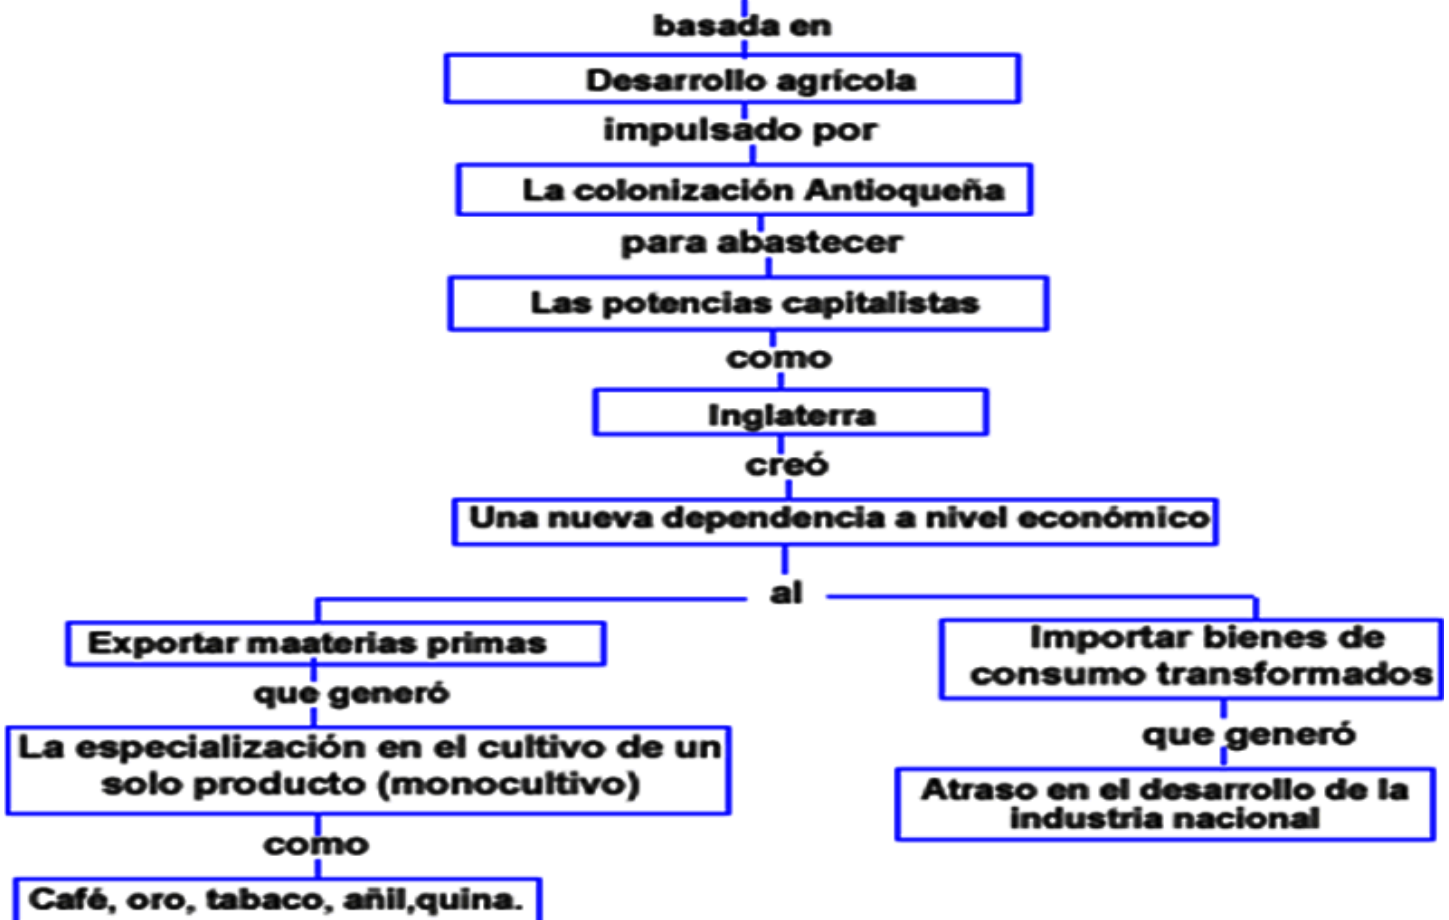 basada en
Desarrollo agrícola
impulsado por
La colonización Antioqueña
para abastecer
Las potencias capitalistas
como
Inglaterra
creó
Una nueva dependencia a nivel económico
al
Exportar maaterias primas
que generó
La especialización en el cultivo de un
solo producto (monocultivo)
como
Café, oro, tabaco, añil,quina.
Importar bienes de
consumo transformados
que generó
Atraso en el desarrollo de la
industria nacional